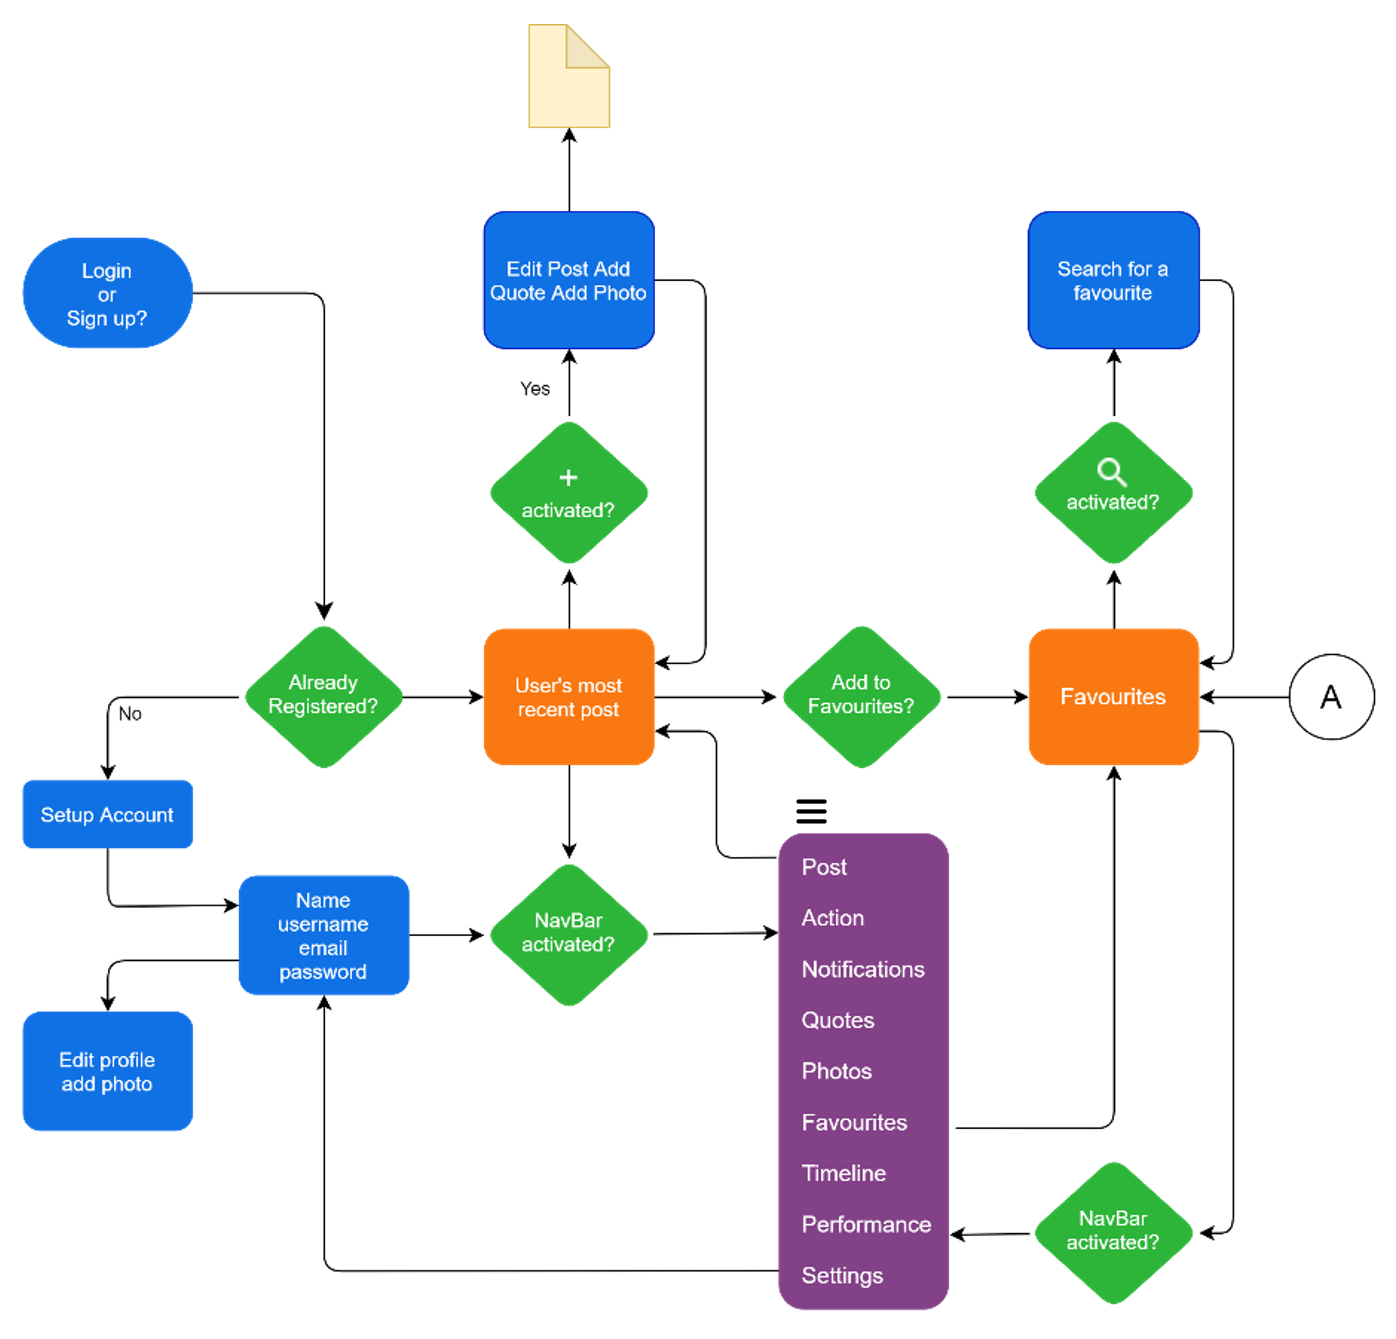 Login
or
Sign up?
Edit Post Add
Quote Add Photo
Search for a
favourite
Yes
+
activated?
activated?
Already
Registered?
No
User's most
recent post
Add to
Favourites?
Favourites
A
Setup Account
Name
username
email
password
NavBar
activated?
Edit profile
add photo
Post
Action
Notifications
Quotes
Photos
Favourites
Timeline
Performance
Settings
NavBar
activated?